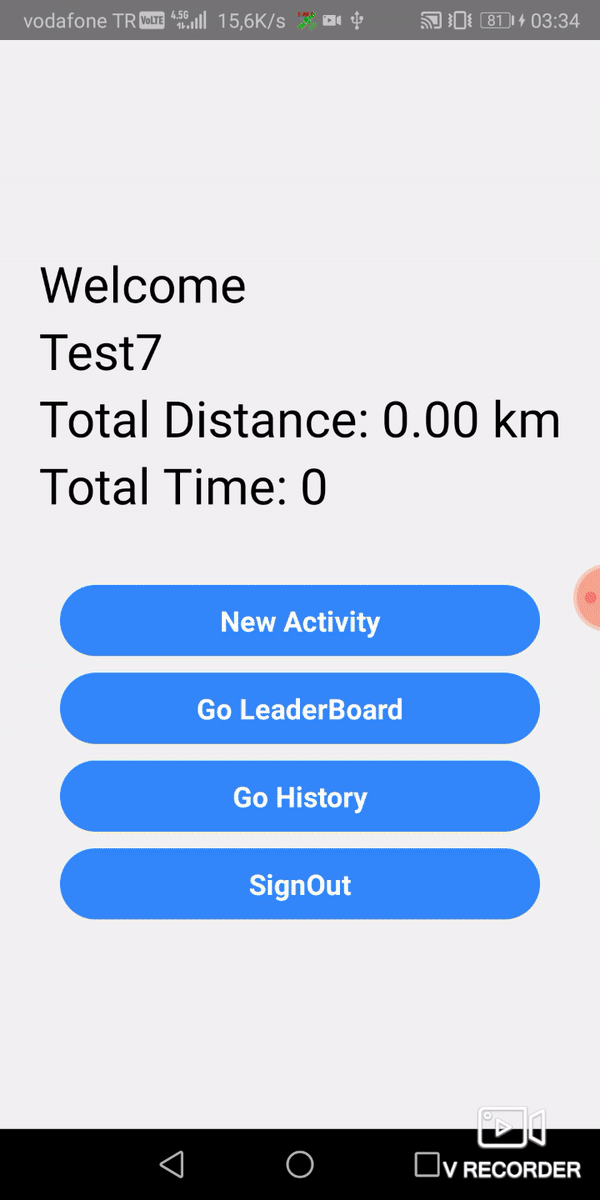 vodafone TR VoLTE 4.5G 15,6K/s 81 03:34
Welcome
Test7
Total Distance: 0.00 km
Total Time: 0
New Activity
Go LeaderBoard
Go History
SignOut
V RECORDER